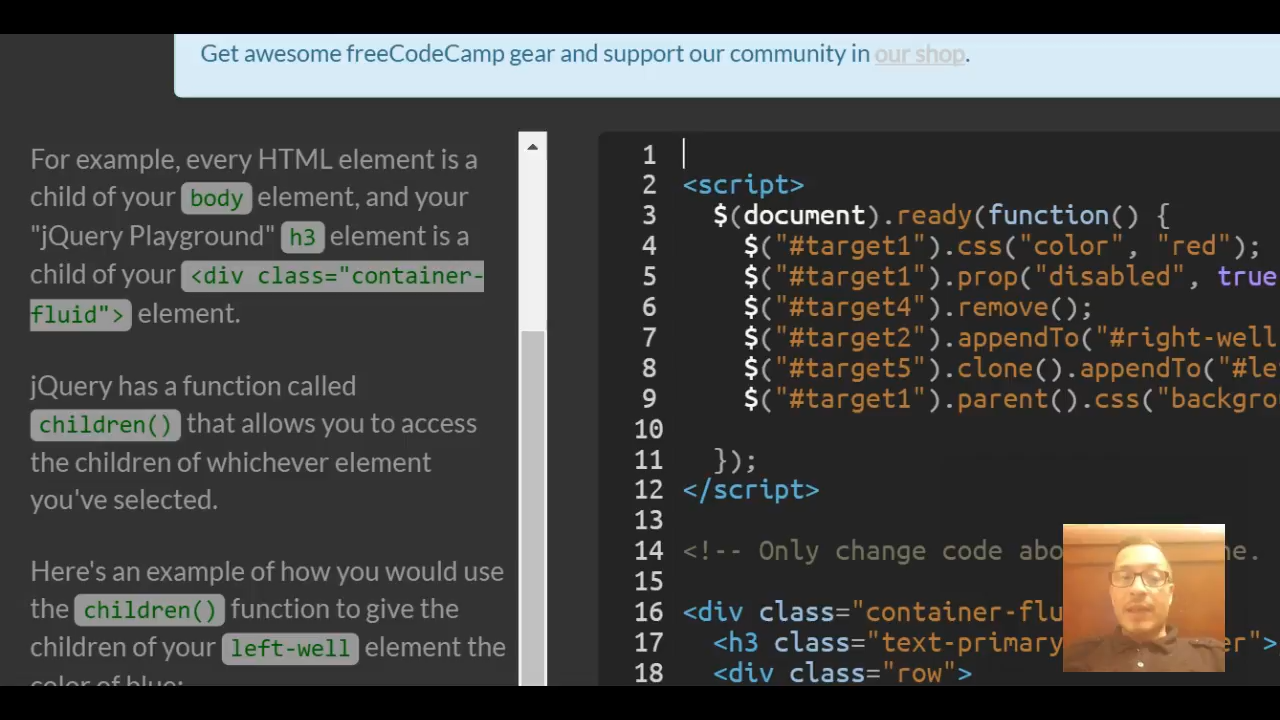 Get awesome freeCodeCamp gear and support our community in our shop.
For example, every HTML element is a
child of your body element, and your
"jQuery Playground" h3 element is a
child of your <div class="container-
fluid"> element.
jQuery has a function called
children() that allows you to access
the children of whichever element
you've selected.
Here's an example of how you would use
the children() function to give the
children of your left-well element the
color of blue:
1
2 <script>
3 $(document).ready(function() {
4 $("#target1").css("color", "red");
5 $("#target1").prop("disabled", true
6 $("#target4").remove();
7 $("#target2").appendTo("#right-well
8 $("#target5").clone().appendTo("#le
9 $("#target1").parent().css("backgro
10
11 });
12 </script>
13
14 <!-- Only change code abo ne.
15
16 <div class="container-flu
17 <h3 class="text-primary er">
18 <div class="row">